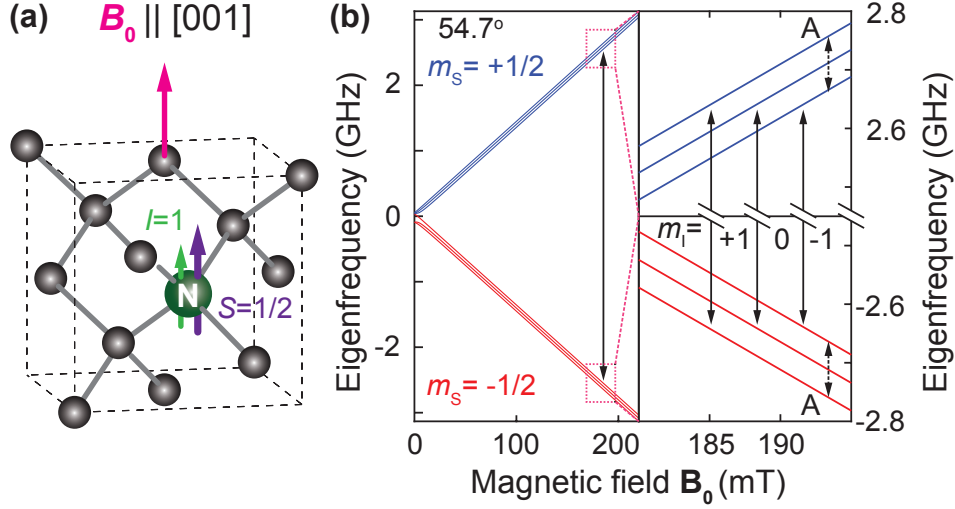 (a)
B₀ || [001]
I=1
N
S=1/2
(b)
54.7°
mS = +1/2
mS = -1/2
Eigenfrequency (GHz)
2
0
-2
0
100
200
A
mI =
+1
0
-1
A
185
190
2.8
2.6
-2.6
-2.8
Eigenfrequency (GHz)
Magnetic field B₀ (mT)